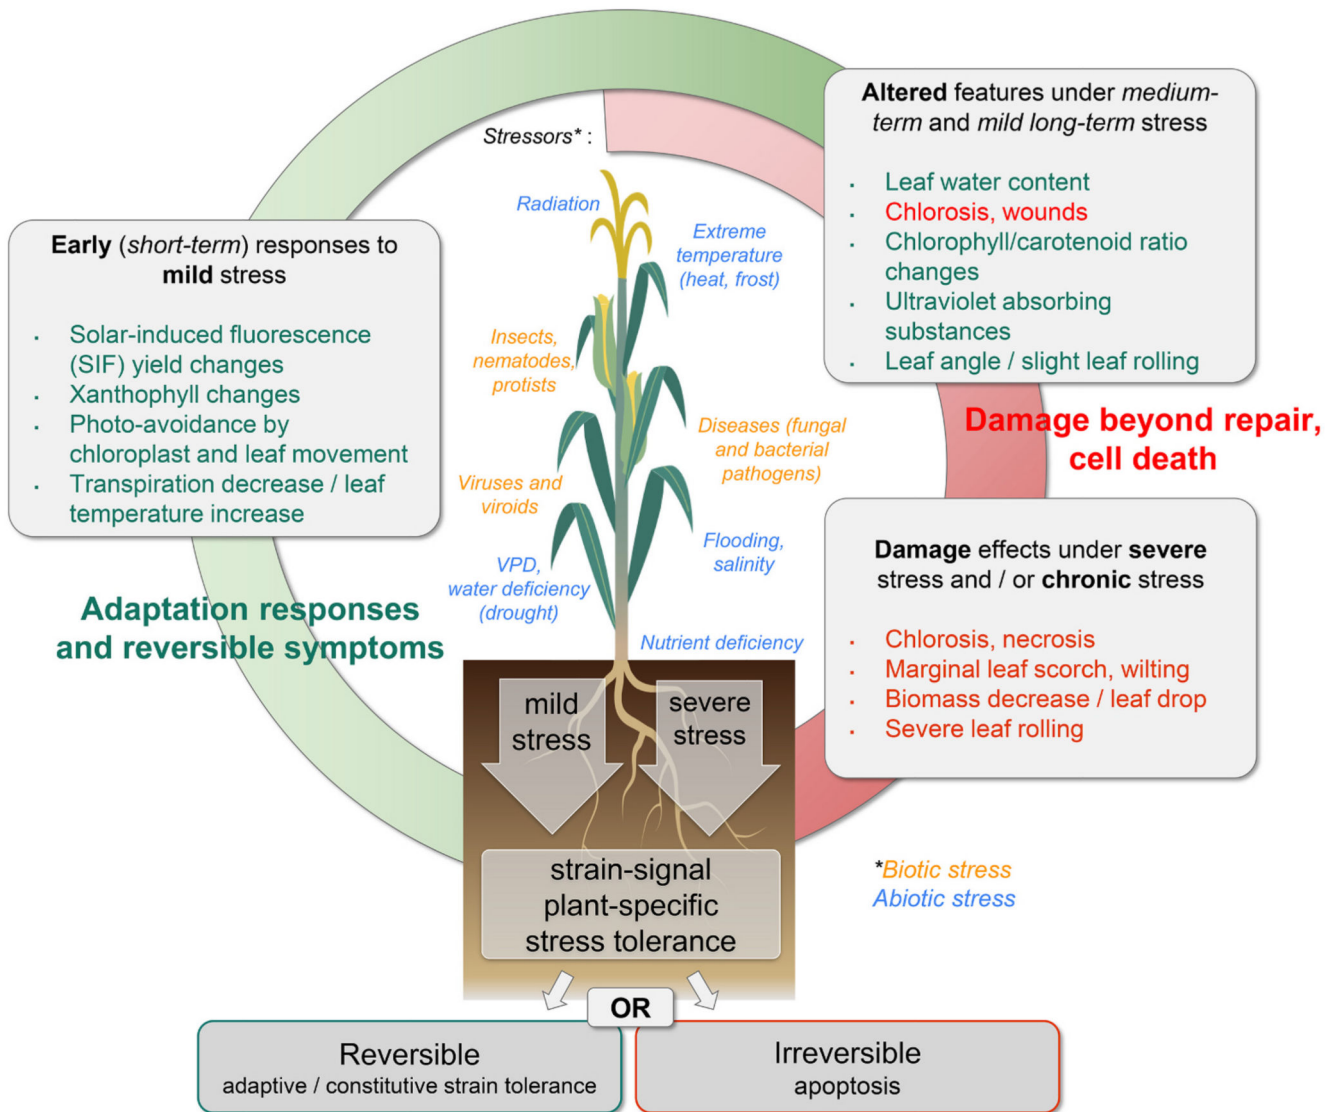 Altered features under medium-
term and mild long-term stress
· Leaf water content
· Chlorosis, wounds
· Chlorophyll/carotenoid ratio
changes
· Ultraviolet absorbing
substances
· Leaf angle / slight leaf rolling
Stressors* :
Radiation
Extreme
temperature
(heat, frost)
Insects,
nematodes,
protists
Diseases (fungal
and bacterial
pathogens)
Viruses and
viroids
Flooding,
salinity
VPD,
water deficiency
(drought)
Nutrient deficiency
Early (short-term) responses to
mild stress
· Solar-induced fluorescence
(SIF) yield changes
· Xanthophyll changes
· Photo-avoidance by
chloroplast and leaf movement
· Transpiration decrease / leaf
temperature increase
Damage beyond repair,
cell death
Adaptation responses
and reversible symptoms
Damage effects under severe
stress and / or chronic stress
· Chlorosis, necrosis
· Marginal leaf scorch, wilting
· Biomass decrease / leaf drop
· Severe leaf rolling
mild
stress
severe
stress
strain-signal
plant-specific
stress tolerance
*Biotic stress
Abiotic stress
OR
Reversible
adaptive / constitutive strain tolerance
Irreversible
apoptosis